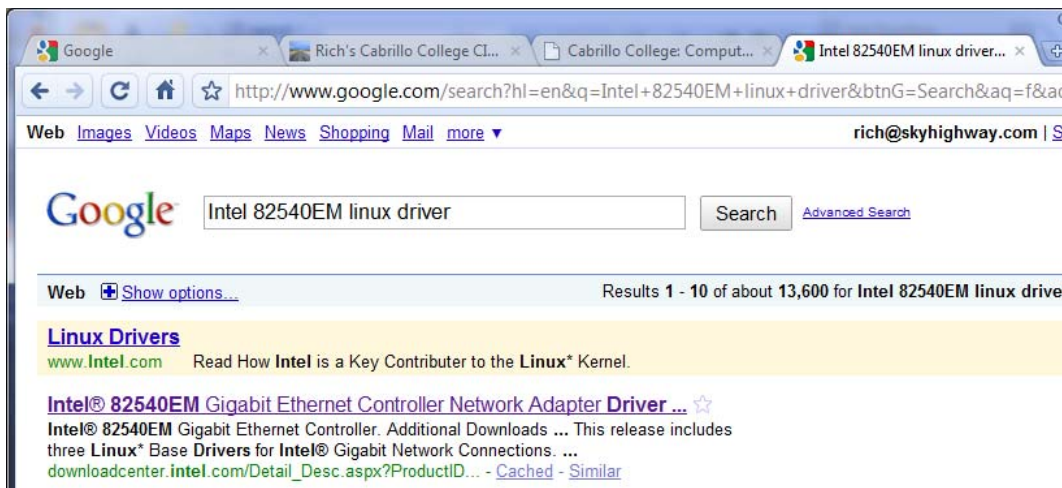 Google
Rich's Cabrillo College CI...
Cabrillo College: Comput...
Intel 82540EM linux driver...
http://www.google.com/search?hl=en&q=Intel+82540EM+linux+driver&btnG=Search&aq=f&ac
Web Images Videos Maps News Shopping Mail more ▼
rich@skyhighway.com | S
Google
Intel 82540EM linux driver
Search
Advanced Search
Web Show options...
Results 1 - 10 of about 13,600 for Intel 82540EM linux drive
Linux Drivers
www.Intel.com Read How Intel is a Key Contributer to the Linux* Kernel.
Intel® 82540EM Gigabit Ethernet Controller Network Adapter Driver ...
Intel® 82540EM Gigabit Ethernet Controller. Additional Downloads ... This release includes
three Linux* Base Drivers for Intel® Gigabit Network Connections. ...
downloadcenter.intel.com/Detail_Desc.aspx?ProductID... - Cached - Similar